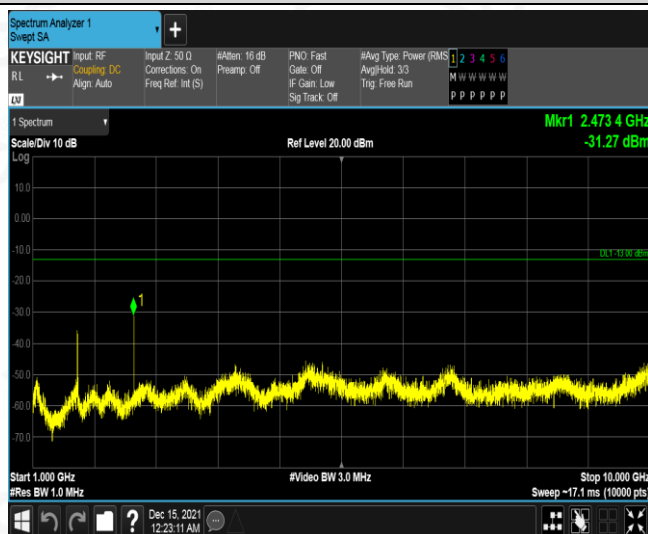 Spectrum Analyzer 1
Swept SA
+
KEYSIGHT
RL
Input: RF
Coupling: DC
Align: Auto
Input Z: 50 Ω
Corrections: On
Freq Ref: Int (S)
#Atten: 16 dB
Preamp: Off
PNO: Fast
Gate: Off
IF Gain: Low
Sig Track: Off
#Avg Type: Power (RMS
Avg|Hold: 3/3
Trig: Free Run
1 2 3 4 5 6
M W W W W W
P P P P P P
1 Spectrum
Scale/Div 10 dB
Ref Level 20.00 dBm
Mkr1 2.473 4 GHz
-31.27 dBm
Log
10.0
0.00
-10.0
DL1 -13.00 dBm
-20.0
1
-30.0
-40.0
-50.0
-60.0
-70.0
Start 1.000 GHz
#Video BW 3.0 MHz
Stop 10.000 GHz
#Res BW 1.0 MHz
Sweep ~17.1 ms (10000 pts)
?
Dec 15, 2021
12:23:11 AM